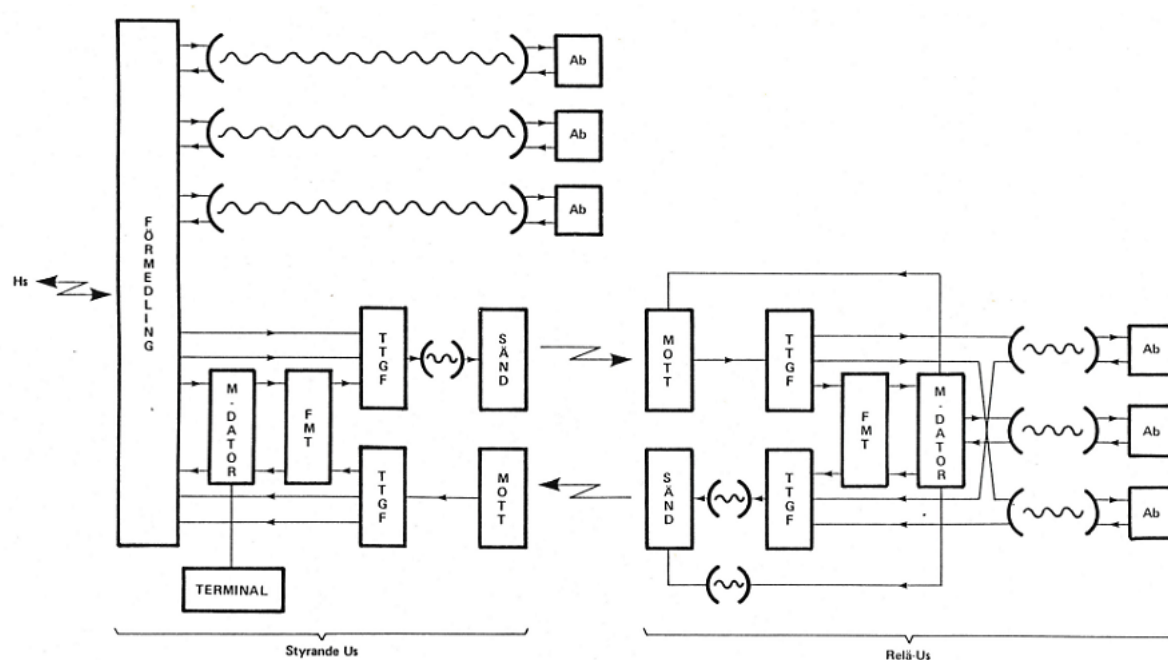 FÖRMEDLING
Ab
Ab
Ab
Hs
TTGF
SÄND
M-DATOR
FMT
TTGF
MOTT
TERMINAL
Styrande Us
MOTT
TTGF
FMT
M-DATOR
SÄND
TTGF
Ab
Ab
Ab
Relä-Us